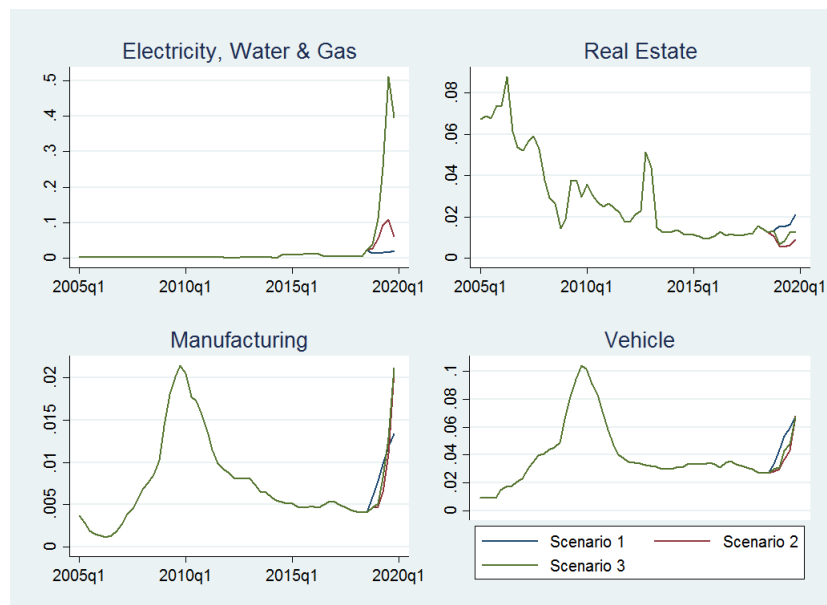 Electricity, Water & Gas
.5
.4
.3
.2
.1
0
2005q1 2010q1 2015q1 2020q1
Real Estate
.08
.06
.04
.02
0
2005q1 2010q1 2015q1 2020q1
Manufacturing
.02
.015
.01
.005
0
2005q1 2010q1 2015q1 2020q1
Vehicle
.1
.08
.06
.04
.02
0
Scenario 1 Scenario 2
Scenario 3